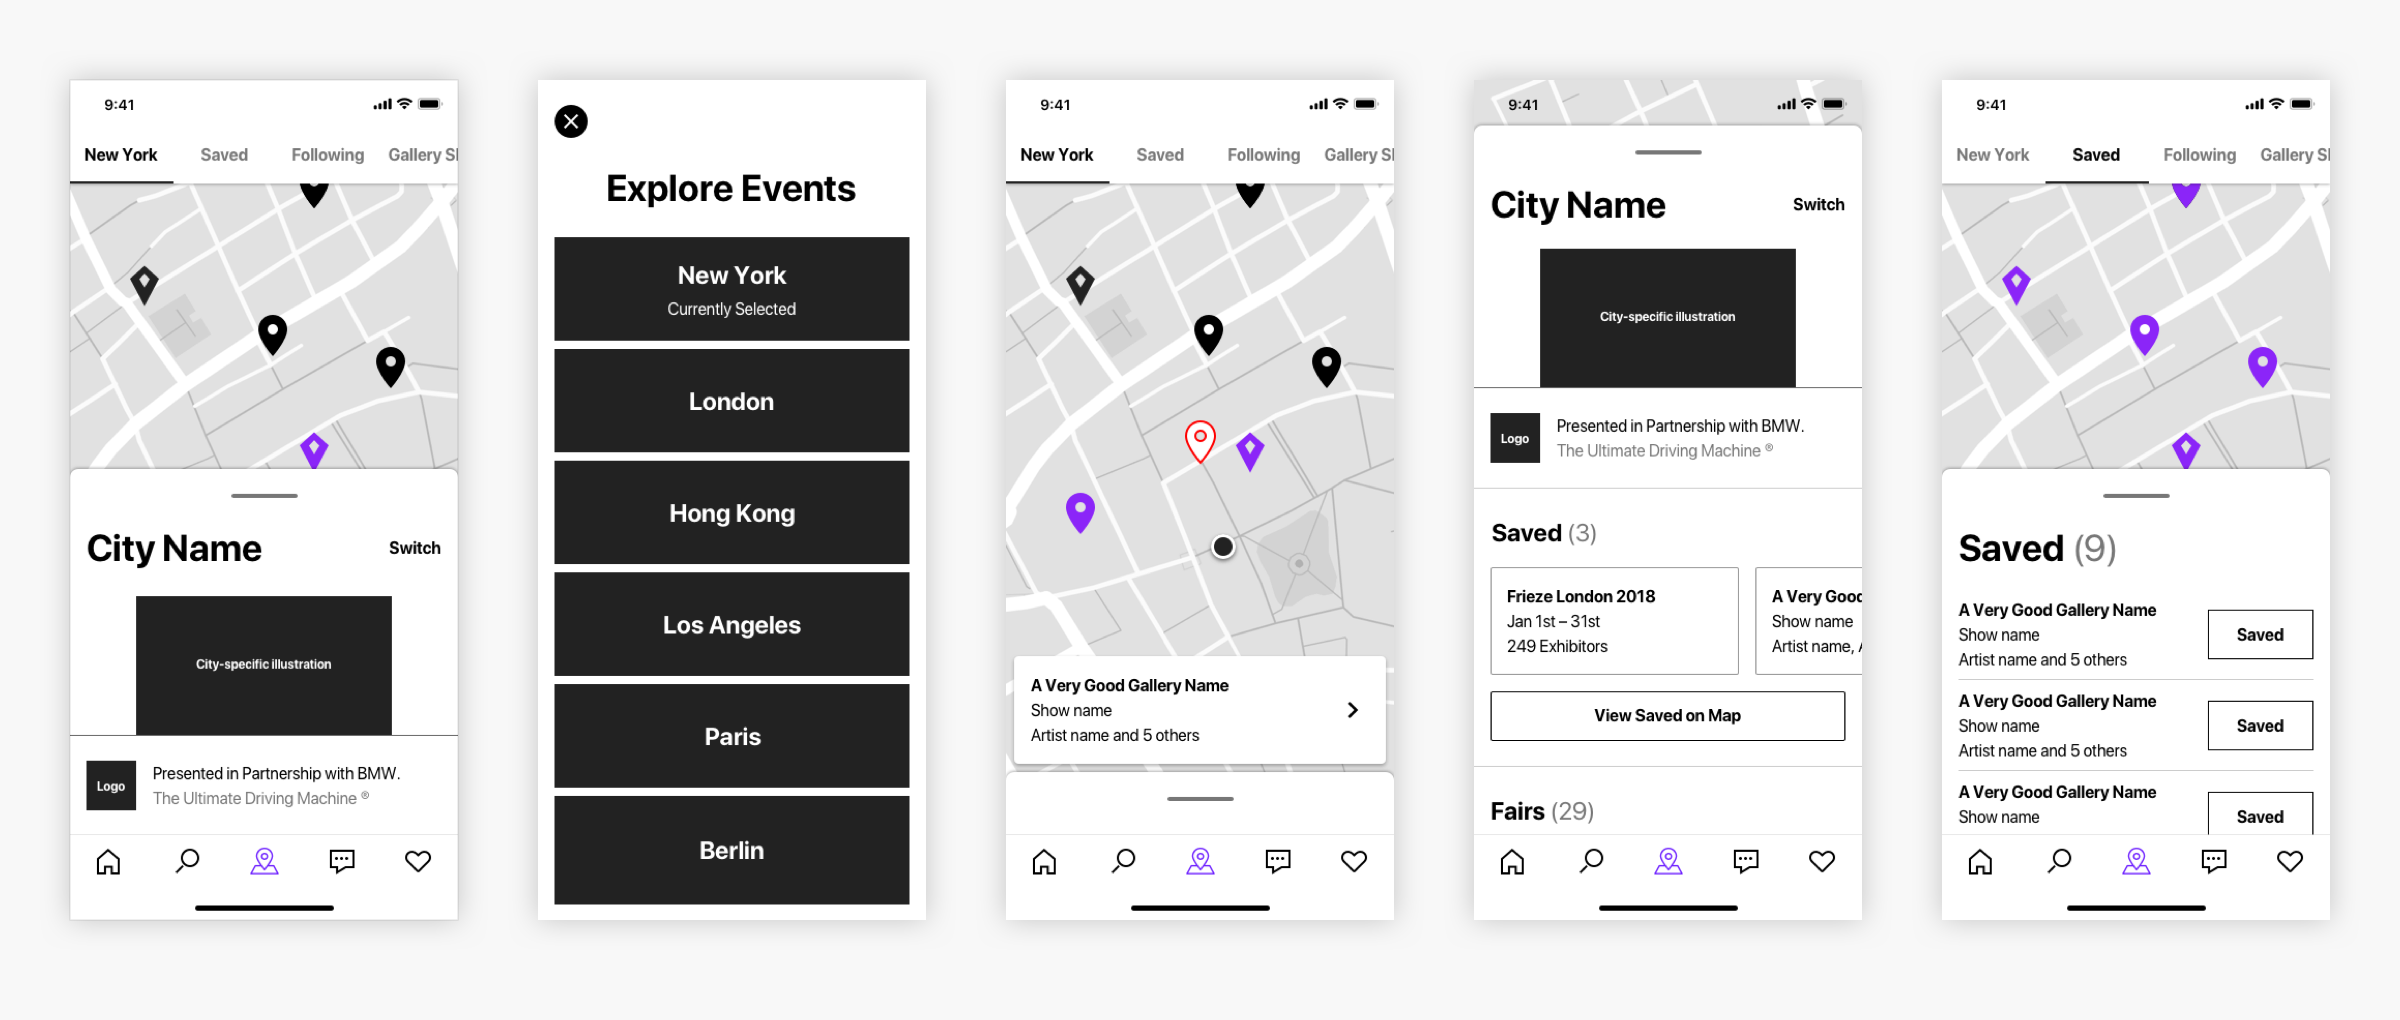 9:41
New York Saved Following Gallery S
City Name
Switch
City-specific illustration
Logo
Presented in Partnership with BMW.
The Ultimate Driving Machine ®
Explore Events
New York
Currently Selected
London
Hong Kong
Los Angeles
Paris
Berlin
9:41
New York Saved Following Gallery S
A Very Good Gallery Name
Show name
Artist name and 5 others
9:41
City Name
Switch
City-specific illustration
Logo
Presented in Partnership with BMW.
The Ultimate Driving Machine ®
Saved (3)
Frieze London 2018
Jan 1st – 31st
249 Exhibitors
A Very Good
Show name
Artist name,
View Saved on Map
Fairs (29)
9:41
New York Saved Following Gallery S
Saved (9)
A Very Good Gallery Name
Show name
Artist name and 5 others
Saved
A Very Good Gallery Name
Show name
Artist name and 5 others
Saved
A Very Good Gallery Name
Show name
Saved